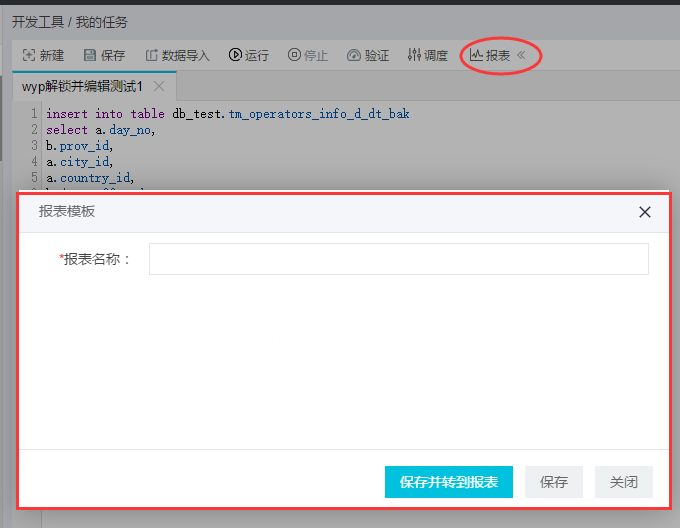 开发工具 / 我的任务
新建 保存 数据导入 运行 停止 验证 调度 报表
wyp解锁并编辑测试1
1 insert into table db_test.tm_operators_info_d_dt_bak
2 select a.day_no,
3 b.prov_id,
4 a.city_id,
5 a.country_id,
报表模板
*报表名称：
保存并转到报表 保存 关闭